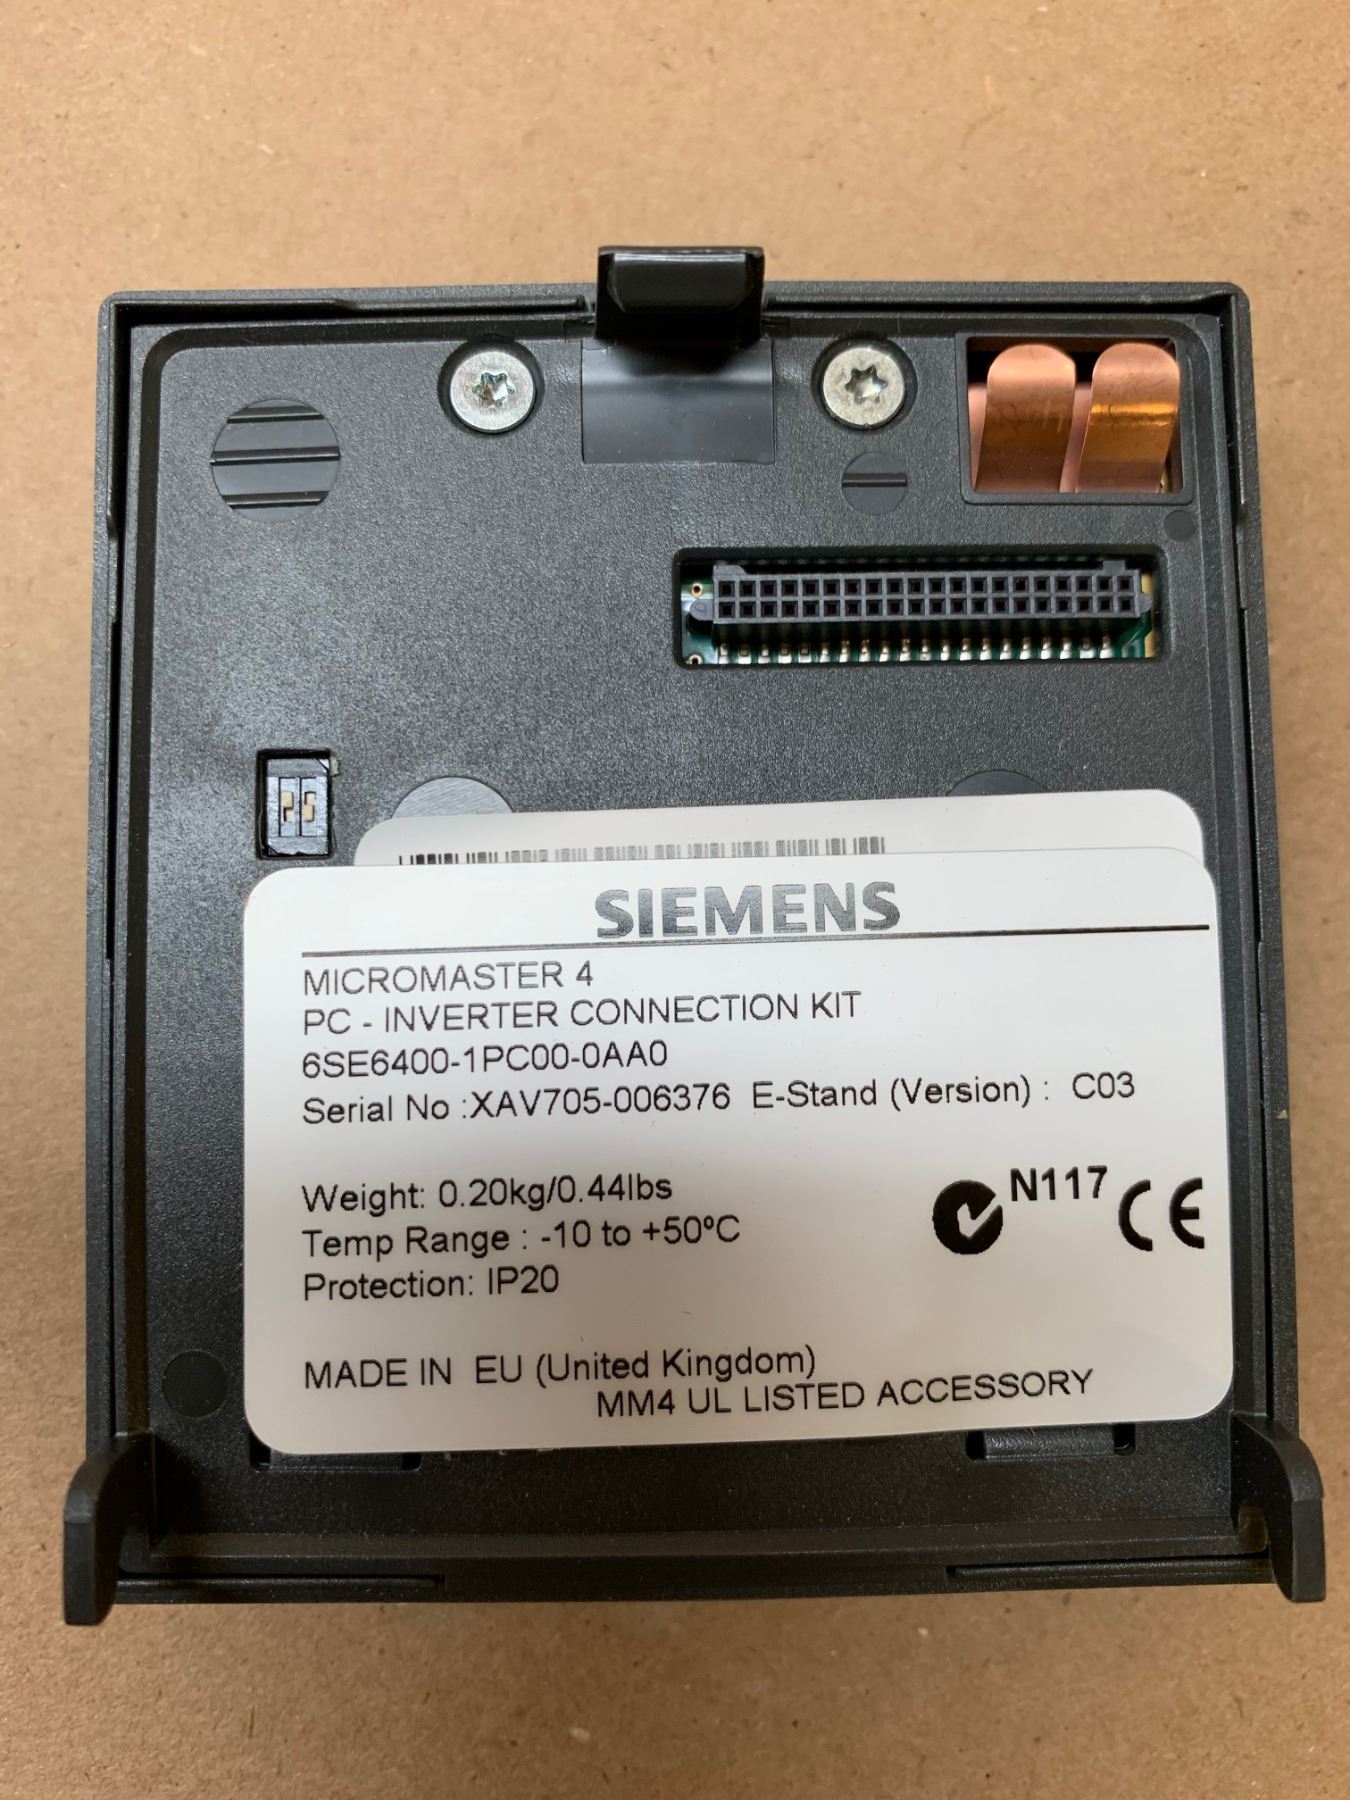 SIEMENS
MICROMASTER 4
PC - INVERTER CONNECTION KIT
6SE6400-1PC00-0AA0
Serial No :XAV705-006376 E-Stand (Version) : C03
Weight: 0.20kg/0.44lbs
N117 CE
Temp Range : -10 to +50ºC
Protection: IP20
MADE IN EU (United Kingdom)
MM4 UL LISTED ACCESSORY